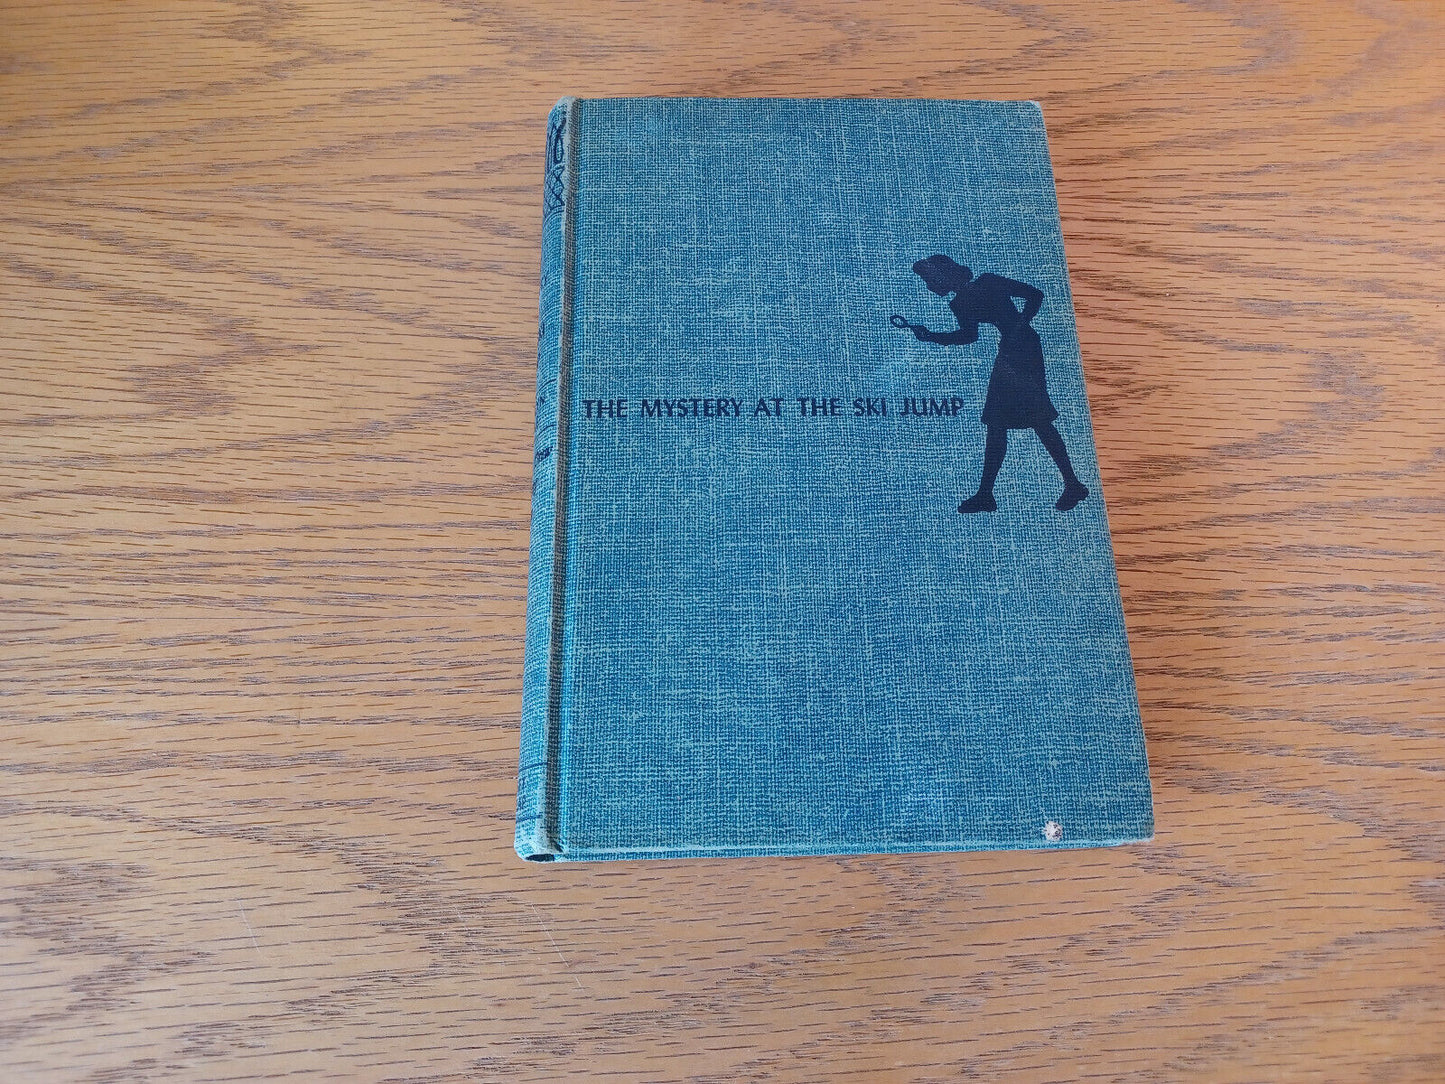 THE MYSTERY AT THE SKI JUMP